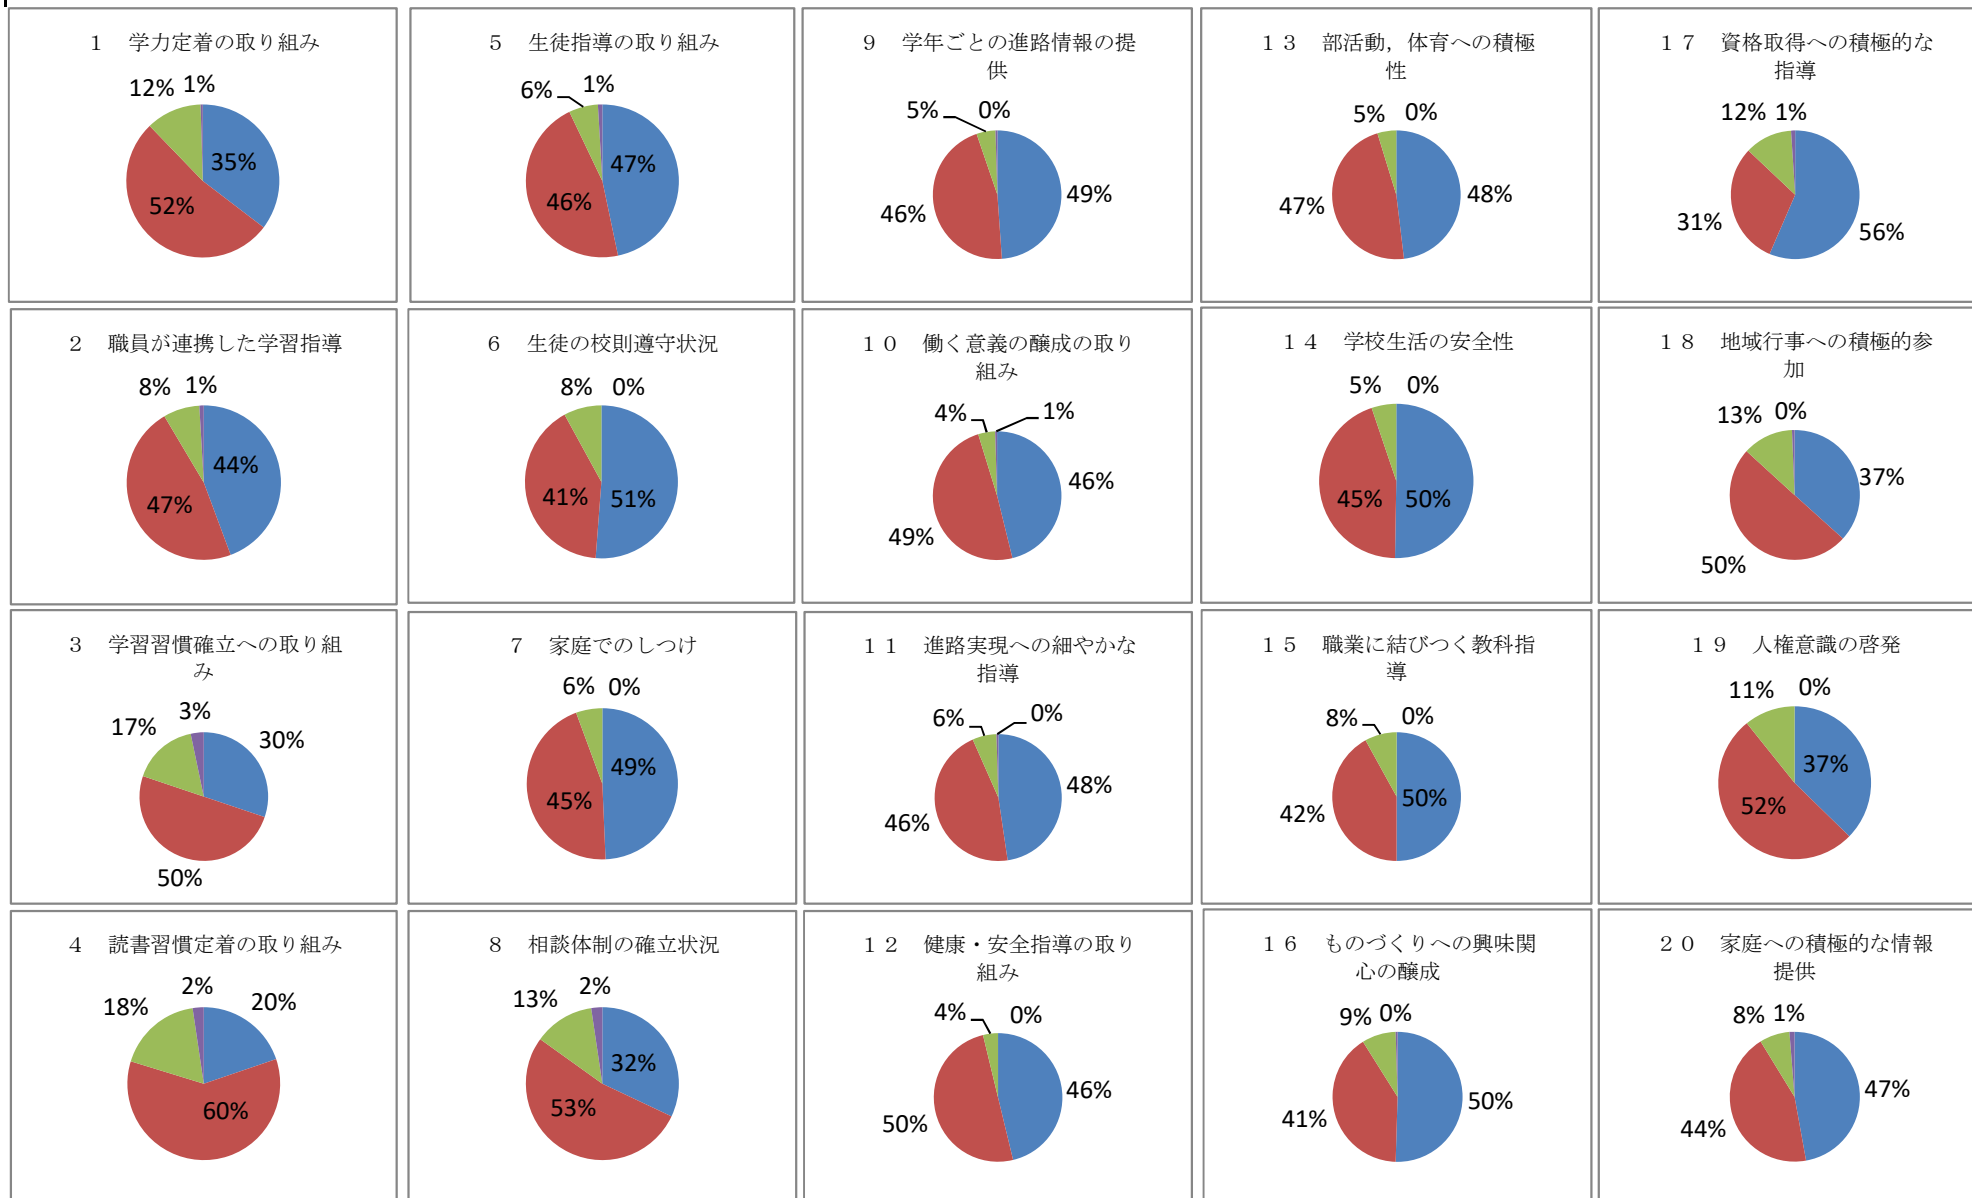 1　学力定着の取り組み
12% 1%
35%
52%
5　生徒指導の取り組み
6% 1%
47%
46%
9　学年ごとの進路情報の提
供
5% 0%
49%
46%
13　部活動，体育への積極
性
5% 0%
48%
47%
17　資格取得への積極的な
指導
12% 1%
31%
56%
2　職員が連携した学習指導
8% 1%
44%
47%
6　生徒の校則遵守状況
8% 0%
41% 51%
10　働く意義の醸成の取り
組み
4% 1%
46%
49%
14　学校生活の安全性
5% 0%
45% 50%
18　地域行事への積極的参
加
13% 0%
37%
50%
3　学習習慣確立への取り組
み
17% 3% 30%
50%
7　家庭でのしつけ
6% 0%
49%
45%
11　進路実現への細やかな
指導
6% 0%
48%
46%
15　職業に結びつく教科指
導
8% 0%
50%
42%
19　人権意識の啓発
11% 0%
37%
52%
4　読書習慣定着の取り組み
18% 2% 20%
60%
8　相談体制の確立状況
13% 2%
32%
53%
12　健康・安全指導の取り
組み
4% 0%
46%
50%
16　ものづくりへの興味関
心の醸成
9% 0%
50%
41%
20　家庭への積極的な情報
提供
8% 1%
47%
44%